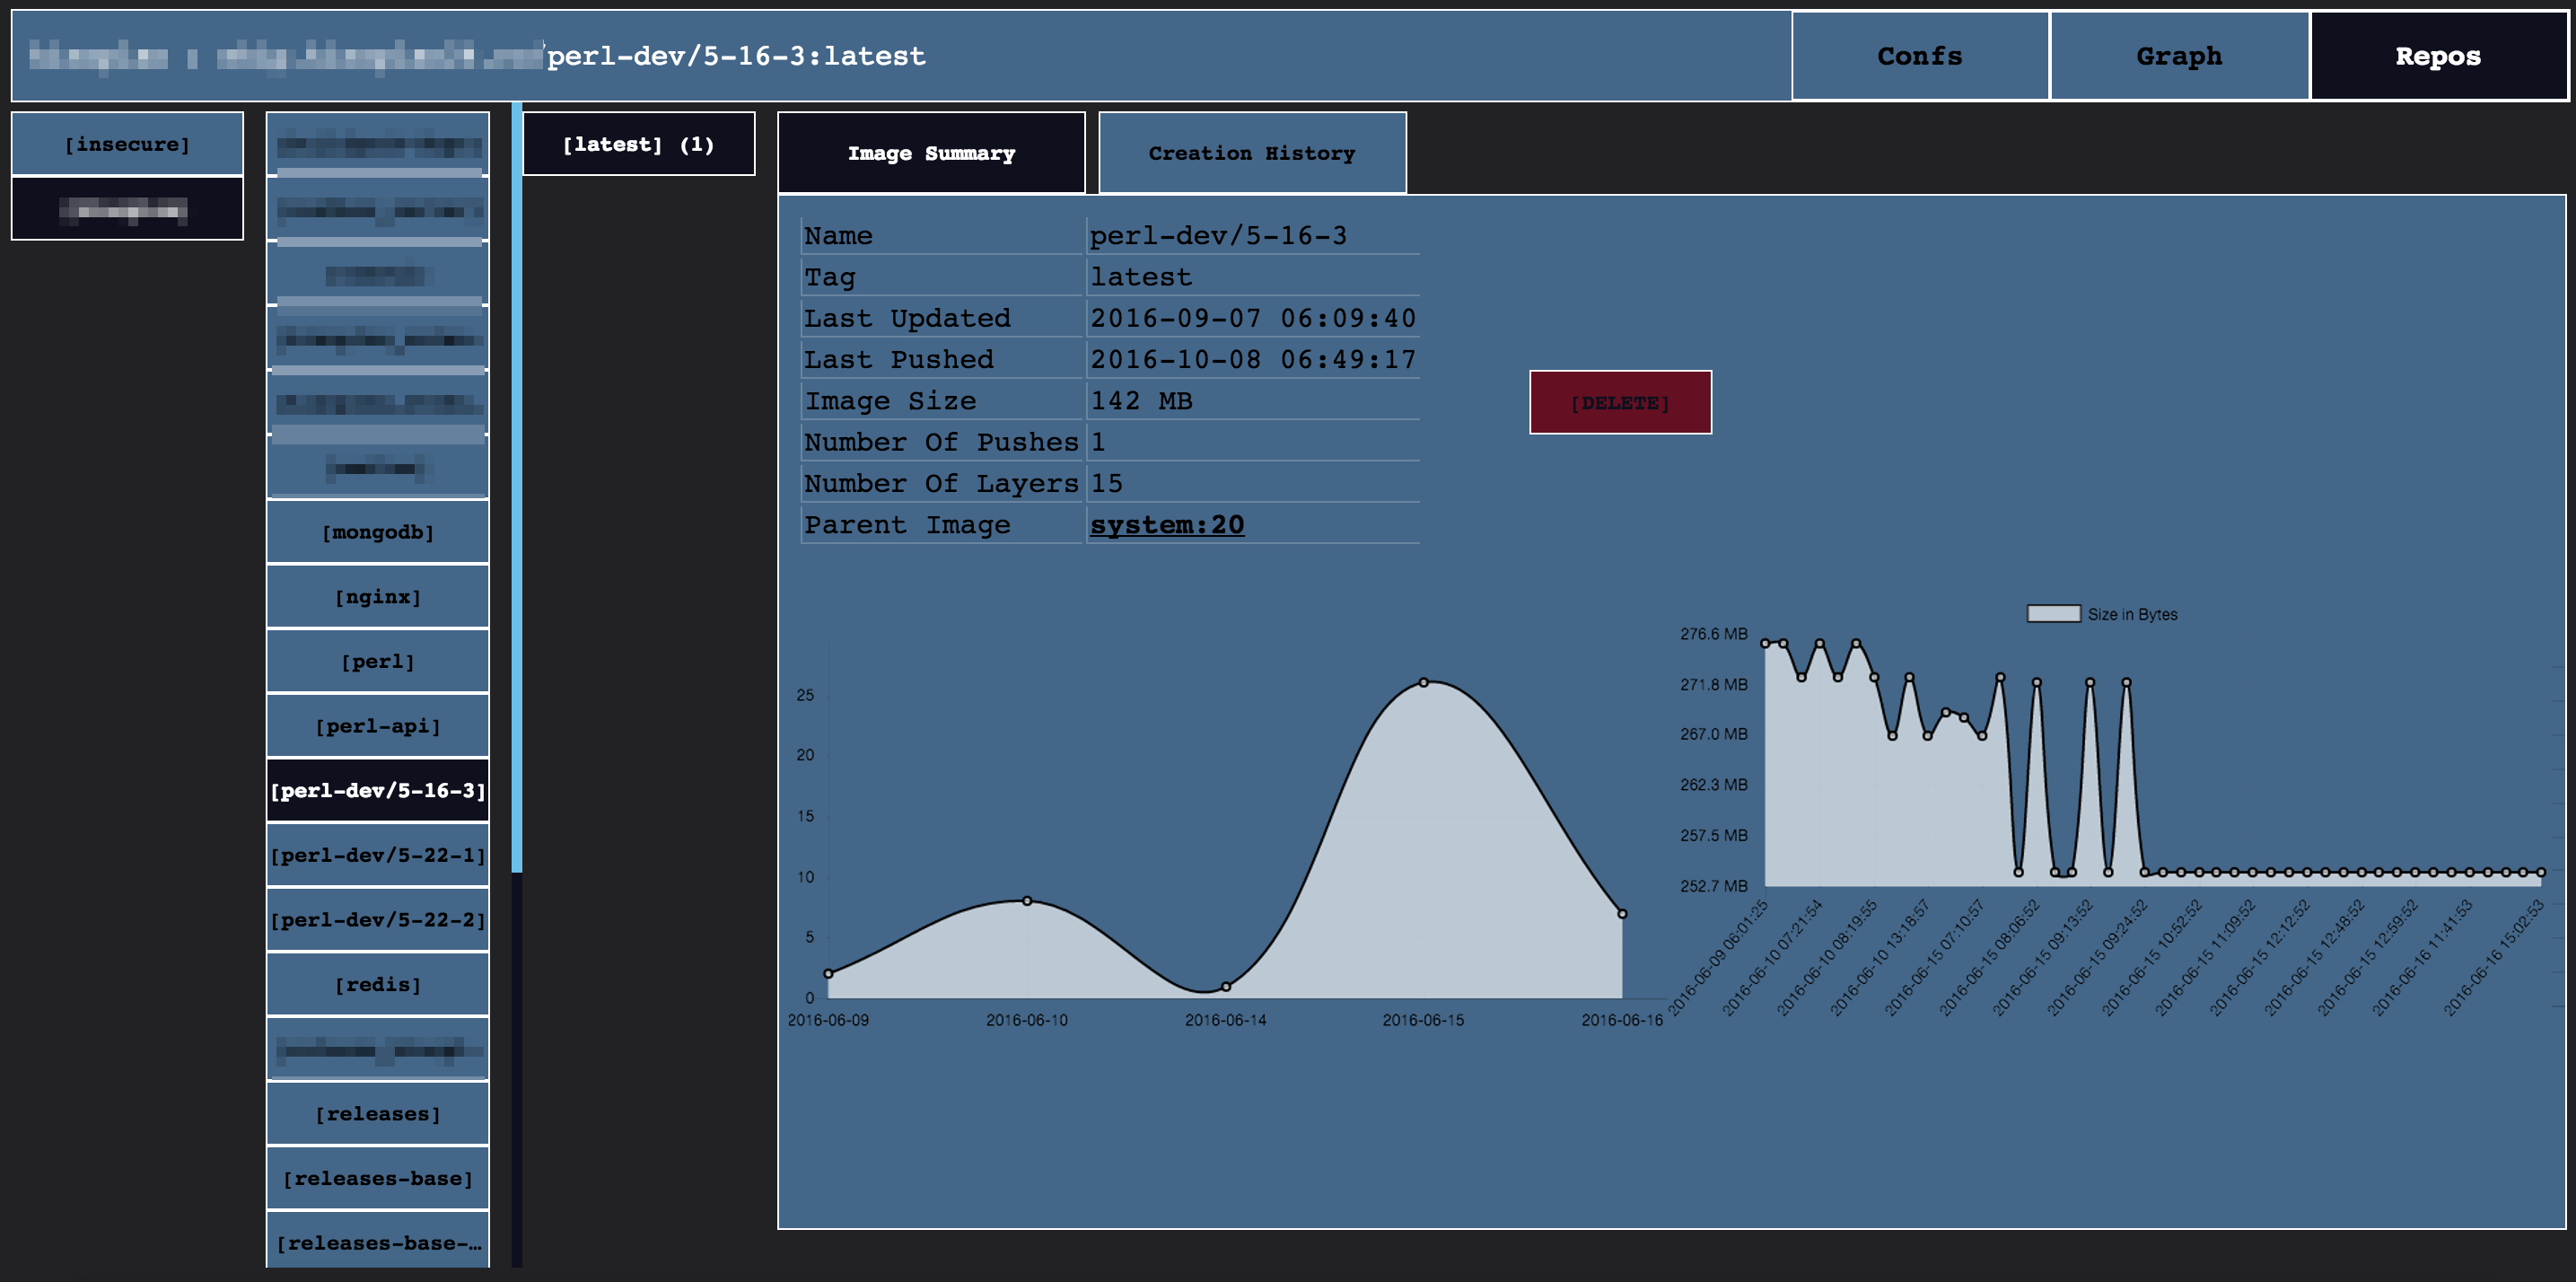 perl-dev/5-16-3:latest
Confs
Graph
Repos
[insecure]
[mongodb]
[nginx]
[perl]
[perl-api]
[perl-dev/5-16-3]
[perl-dev/5-22-1]
[perl-dev/5-22-2]
[redis]
[releases]
[releases-base]
[releases-base-…
[latest] (1)
Image Summary
Creation History
Name perl-dev/5-16-3
Tag latest
Last Updated 2016-09-07 06:09:40
Last Pushed 2016-10-08 06:49:17
Image Size 142 MB
Number Of Pushes 1
Number Of Layers 15
Parent Image system:20
[DELETE]
25
20
15
10
5
0
2016-06-09 2016-06-10 2016-06-14 2016-06-15 2016-06-16
Size in Bytes
276.6 MB
271.8 MB
267.0 MB
262.3 MB
257.5 MB
252.7 MB
2016-06-09 06:01:25
2016-06-10 07:21:54
2016-06-10 08:19:55
2016-06-10 13:18:57
2016-06-15 07:10:57
2016-06-15 08:06:52
2016-06-15 09:13:52
2016-06-15 09:24:52
2016-06-15 10:52:52
2016-06-15 11:09:52
2016-06-15 12:12:52
2016-06-15 12:48:52
2016-06-15 12:59:52
2016-06-16 11:41:53
2016-06-16 15:02:53